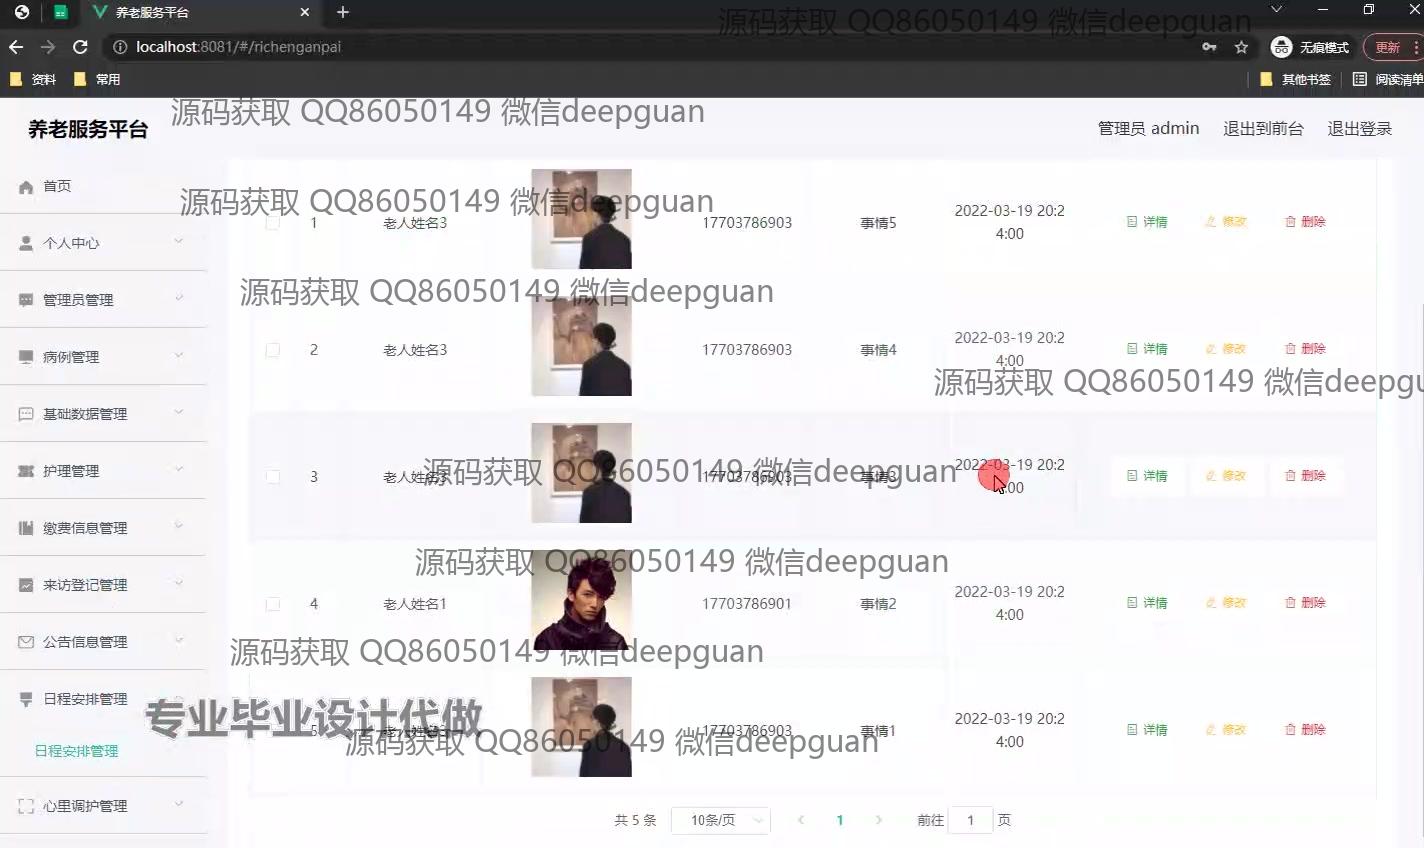 养老服务平台
源码获取 QQ86050149 微信deepguan
localhost:8081/#/richenganpai
无痕模式
更新
资料
常用
其他书签
阅读清单
源码获取 QQ86050149 微信deepguan
养老服务平台
管理员 admin
退出到前台
退出登录
首页
个人中心
管理员管理
病例管理
基础数据管理
护理管理
缴费信息管理
来访登记管理
公告信息管理
日程安排管理
日程安排管理
心里调护管理
源码获取 QQ86050149 微信deepguan
1 老人姓名3 17703786903 事情5 2022-03-19 20:2
4:00
详情 修改 删除
源码获取 QQ86050149 微信deepguan
2 老人姓名3 17703786903 事情4 2022-03-19 20:2
4:00
详情 修改 删除
源码获取 QQ86050149 微信deepgu
3 老人姓名3 17703786903 事情3 2022-03-19 20:2
4:00
详情 修改 删除
源码获取 QQ86050149 微信deepguan
源码获取 QQ86050149 微信deepguan
4 老人姓名1 17703786901 事情2 2022-03-19 20:2
4:00
详情 修改 删除
源码获取 QQ86050149 微信deepguan
专业毕业设计代做
5 17703786903 事情1 2022-03-19 20:2
4:00
详情 修改 删除
源码获取 QQ86050149 微信deepguan
共 5 条
10条/页
1
前往 1 页